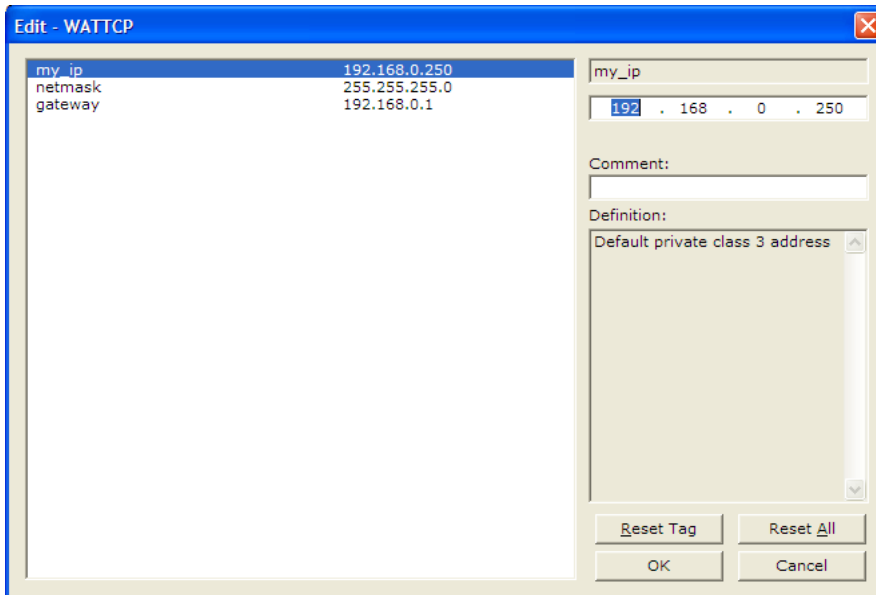 Edit - WATTCP
my_ip 192.168.0.250
netmask 255.255.255.0
gateway 192.168.0.1
my_ip
192 . 168 . 0 . 250
Comment:
Definition:
Default private class 3 address
Reset Tag Reset All
OK Cancel